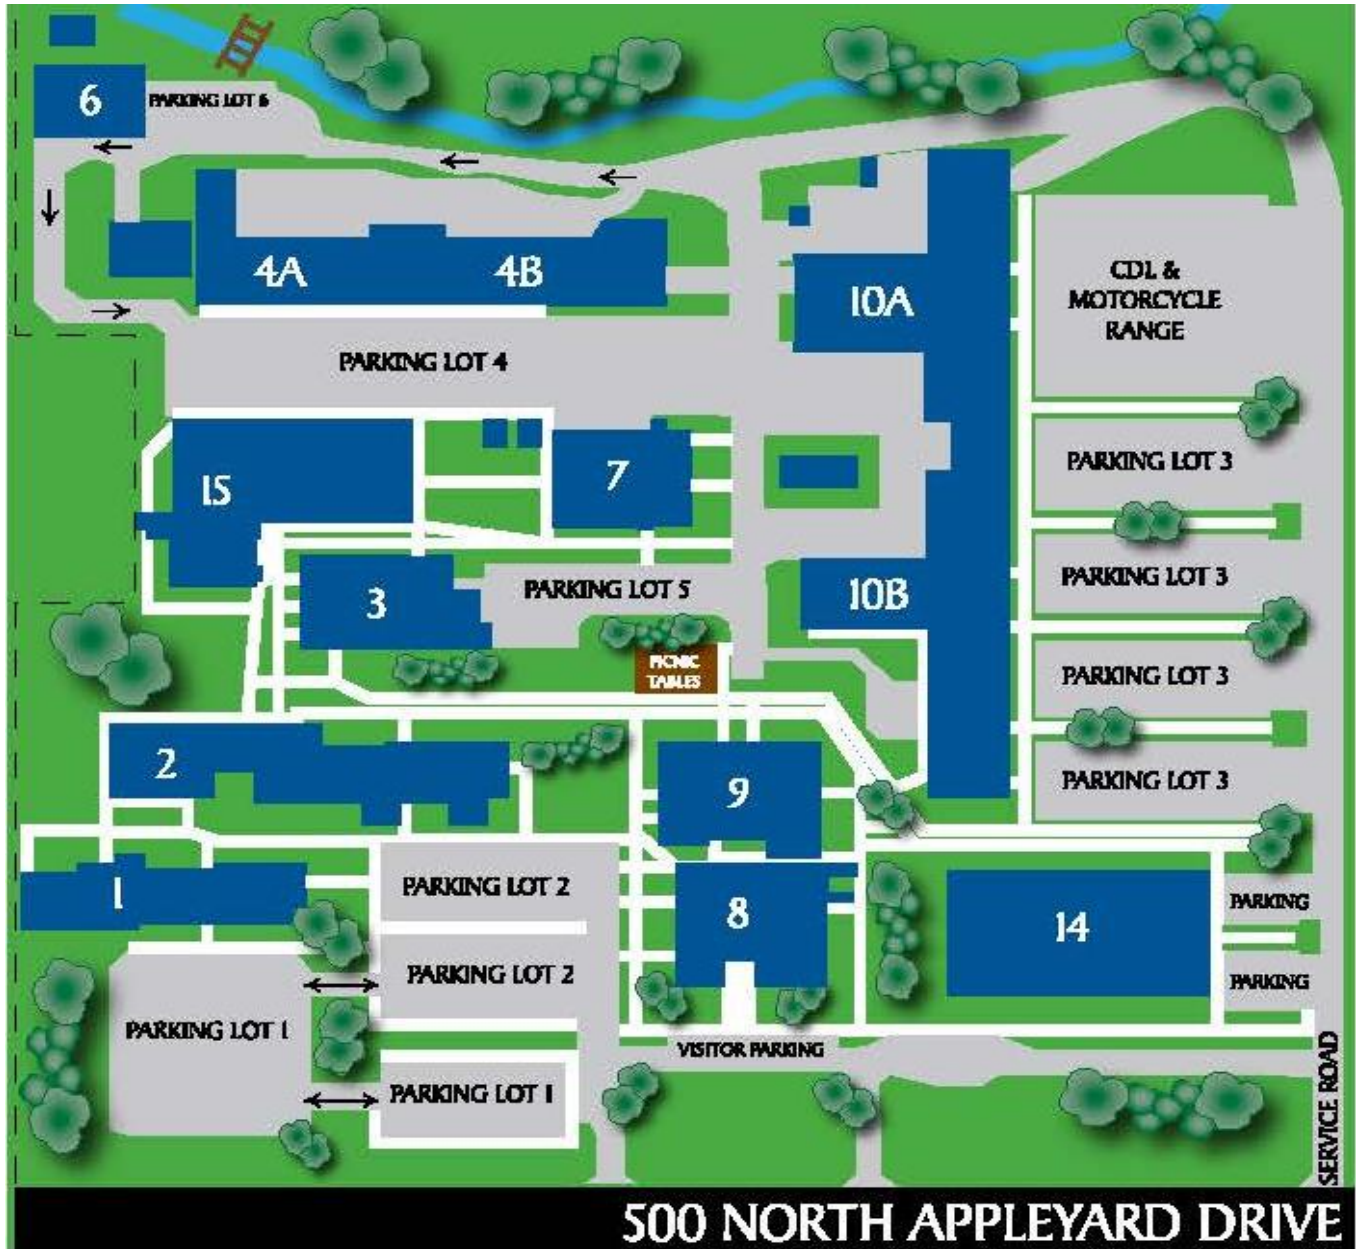 6
PARKING LOT 6
4A
4B
10A
CDL &
MOTORCYCLE
RANGE
PARKING LOT 4
15
7
PARKING LOT 3
3
PARKING LOT 5
10B
PARKING LOT 3
PICNIC
TABLES
PARKING LOT 3
2
9
PARKING LOT 3
1
PARKING LOT 2
8
14
PARKING
PARKING LOT 2
PARKING
PARKING LOT 1
VISITOR PARKING
PARKING LOT 1
SERVICE ROAD
500 NORTH APPLEYARD DRIVE